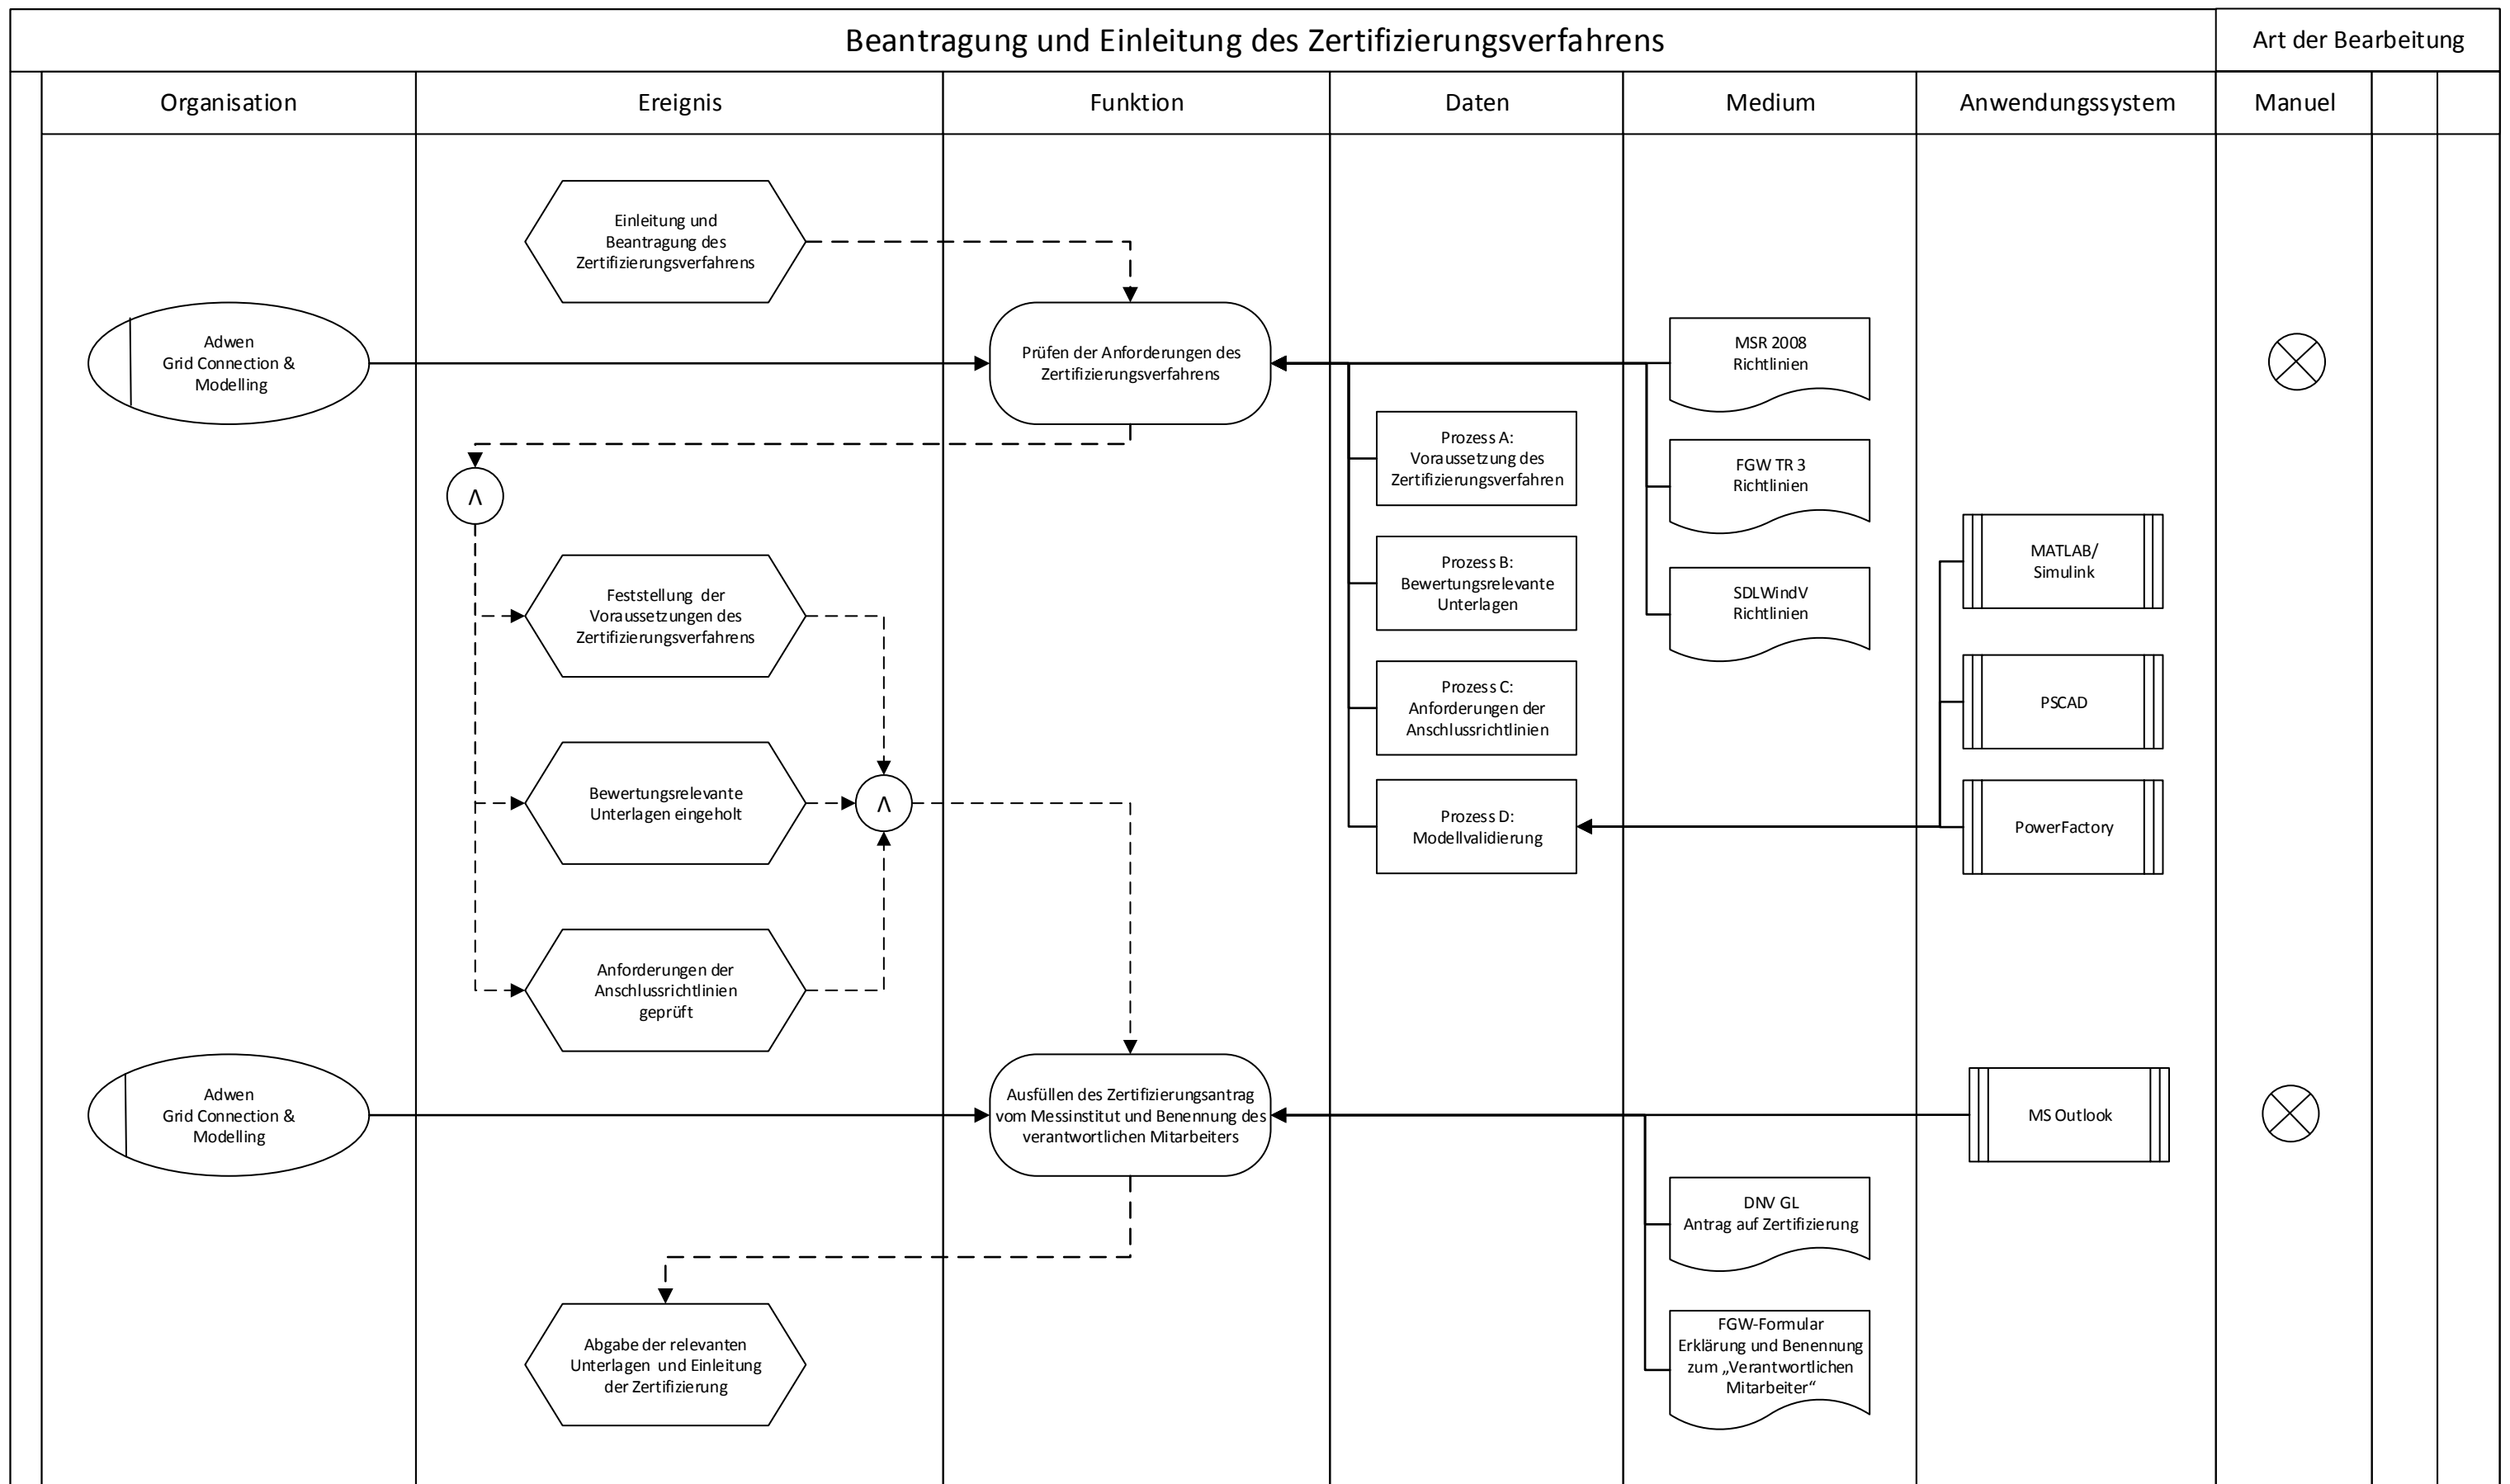 Beantragung und Einleitung des Zertifizierungsverfahrens
Art der Bearbeitung
Organisation
Ereignis
Funktion
Daten
Medium
Anwendungssystem
Manuel
Einleitung und
Beantragung des
Zertifizierungsverfahrens
Adwen
Grid Connection &
Modelling
Prüfen der Anforderungen des
Zertifizierungsverfahrens
MSR 2008
Richtlinien
Prozess A:
Voraussetzung des
Zertifizierungsverfahren
FGW TR 3
Richtlinien
Λ
Prozess B:
Bewertungsrelevante
Unterlagen
MATLAB/
Simulink
Feststellung der
Voraussetzungen des
Zertifizierungsverfahrens
SDLWindV
Richtlinien
Prozess C:
Anforderungen der
Anschlussrichtlinien
PSCAD
Bewertungsrelevante
Unterlagen eingeholt
Λ
Prozess D:
Modellvalidierung
PowerFactory
Anforderungen der
Anschlussrichtlinien
geprüft
Adwen
Grid Connection &
Modelling
Ausfüllen des Zertifizierungsantrag
vom Messinstitut und Benennung des
verantwortlichen Mitarbeiters
MS Outlook
DNV GL
Antrag auf Zertifizierung
Abgabe der relevanten
Unterlagen und Einleitung
der Zertifizierung
FGW-Formular
Erklärung und Benennung
zum „Verantwortlichen
Mitarbeiter“